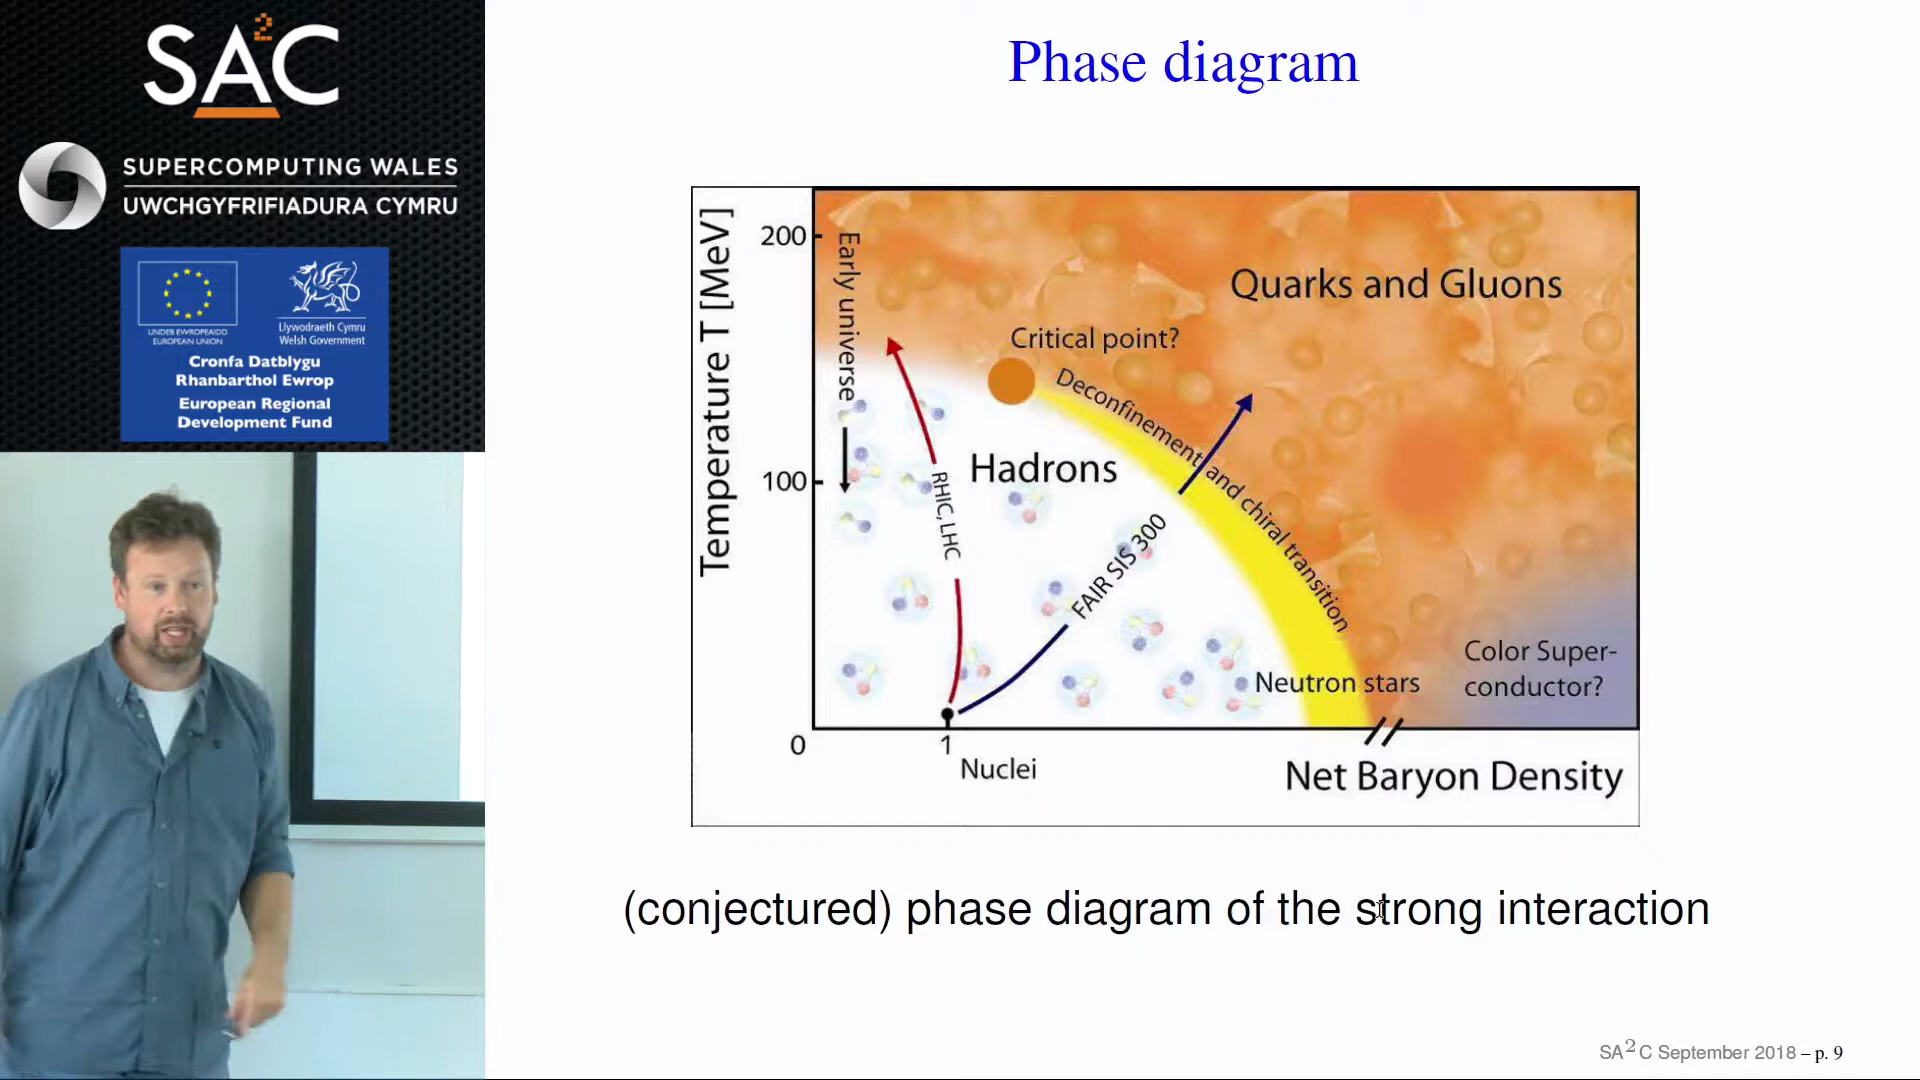 SA²C
SUPERCOMPUTING WALES
UWCHGYFRIFIADURA CYMRU
UNDEB EWROPEAIDD
EUROPEAN UNION
Llywodraeth Cymru
Welsh Government
Cronfa Datblygu
Rhanbarthol Ewrop
European Regional
Development Fund
Phase diagram
Temperature T [MeV]
200
100
0
Early universe
Quarks and Gluons
Critical point?
Deconfinement and chiral transition
Hadrons
RHIC, LHC
FAIR SIS 300
Neutron stars
Color Super-
conductor?
1
Nuclei
Net Baryon Density
(conjectured) phase diagram of the strong interaction
SA²C September 2018 – p. 9